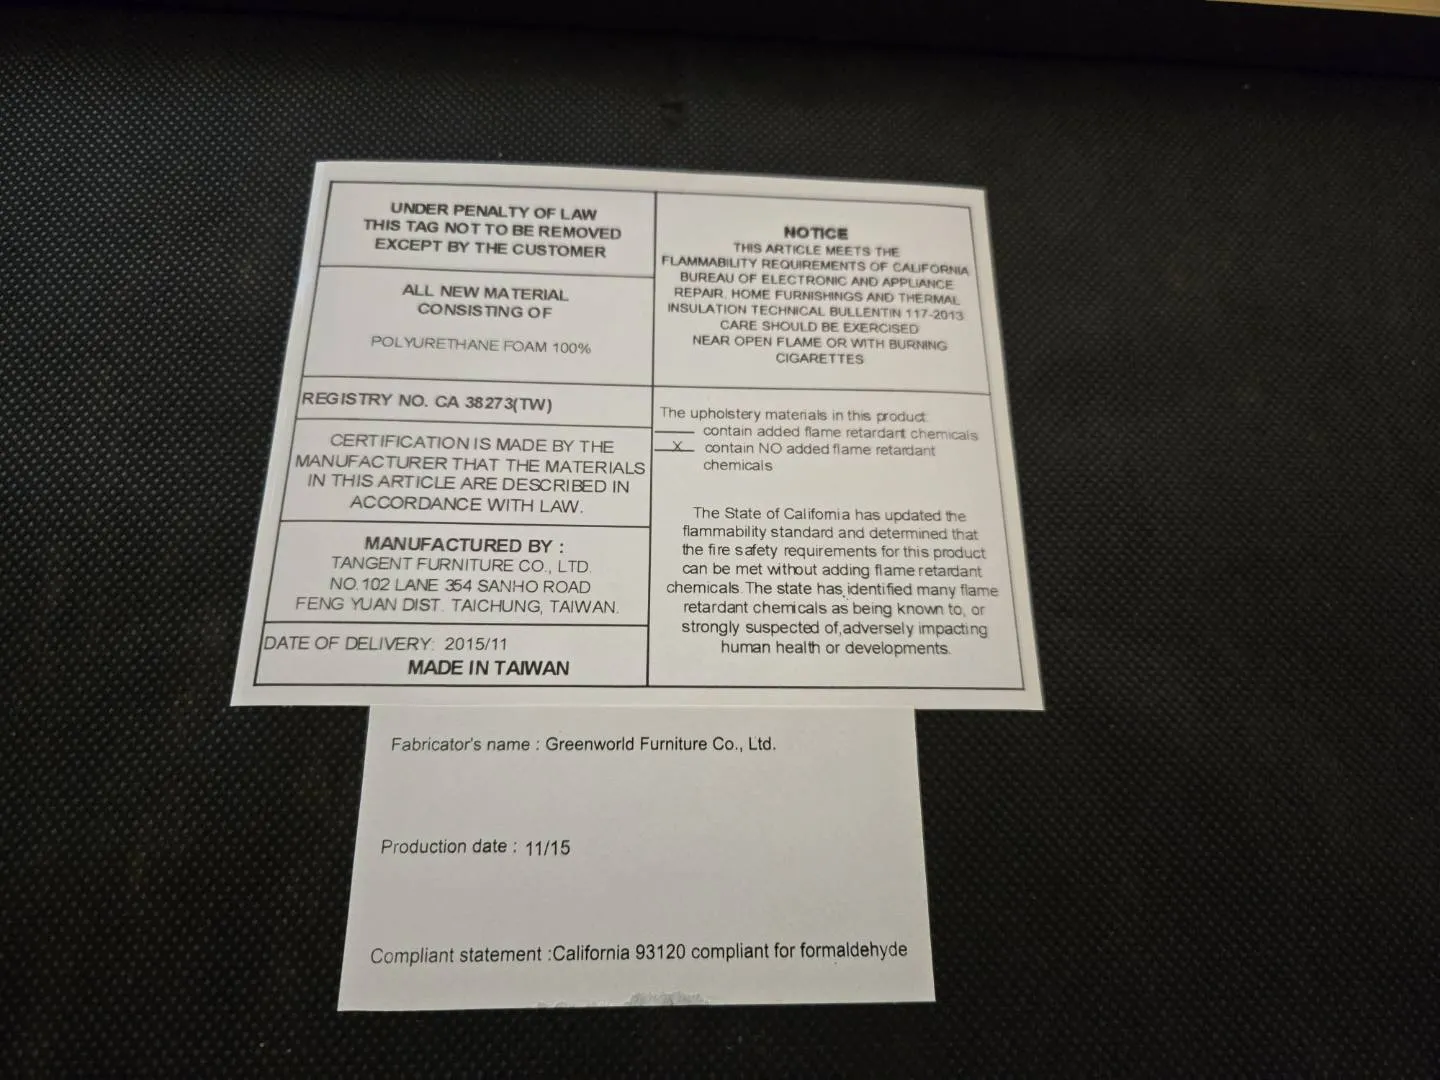 UNDER PENALTY OF LAW
THIS TAG NOT TO BE REMOVED
EXCEPT BY THE CUSTOMER
ALL NEW MATERIAL
CONSISTING OF
POLYURETHANE FOAM 100%
REGISTRY NO. CA 38273(TW)
CERTIFICATION IS MADE BY THE
MANUFACTURER THAT THE MATERIALS
IN THIS ARTICLE ARE DESCRIBED IN
ACCORDANCE WITH LAW.
MANUFACTURED BY :
TANGENT FURNITURE CO., LTD.
NO.102 LANE 354 SANHO ROAD
FENG YUAN DIST. TAICHUNG, TAIWAN.
DATE OF DELIVERY: 2015/11
MADE IN TAIWAN
NOTICE
THIS ARTICLE MEETS THE
FLAMMABILITY REQUIREMENTS OF CALIFORNIA
BUREAU OF ELECTRONIC AND APPLIANCE
REPAIR, HOME FURNISHINGS AND THERMAL
INSULATION TECHNICAL BULLENTIN 117-2013
CARE SHOULD BE EXERCISED
NEAR OPEN FLAME OR WITH BURNING
CIGARETTES
The upholstery materials in this product:
____ contain added flame retardant chemicals
__X__ contain NO added flame retardant
chemicals
The State of California has updated the
flammability standard and determined that
the fire safety requirements for this product
can be met without adding flame retardant
chemicals.The state has identified many flame
retardant chemicals as being known to, or
strongly suspected of,adversely impacting
human health or developments.
Fabricator's name : Greenworld Furniture Co., Ltd.
Production date : 11/15
Compliant statement :California 93120 compliant for formaldehyde